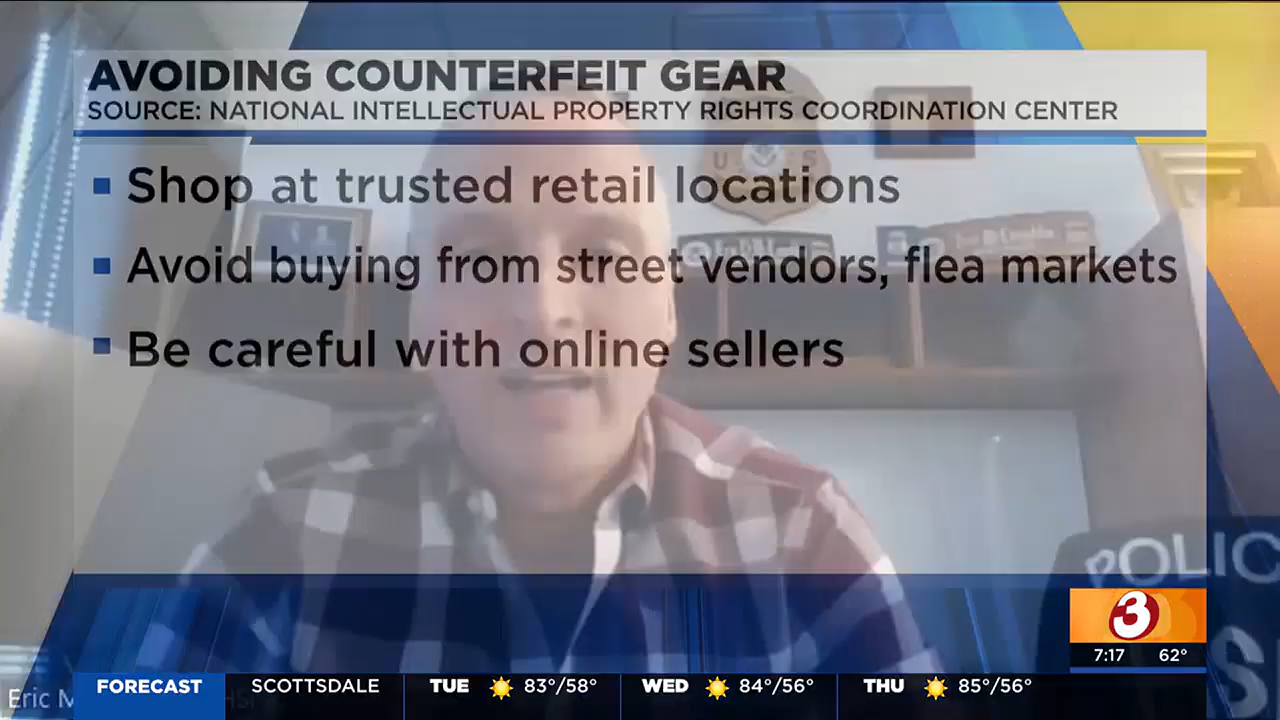 AVOIDING COUNTERFEIT GEAR
SOURCE: NATIONAL INTELLECTUAL PROPERTY RIGHTS COORDINATION CENTER
U S
Shop at trusted retail locations
Avoid buying from street vendors, flea markets
Be careful with online sellers
POLIC
3
7:17 62°
Eric M
FORECAST SCOTTSDALE TUE 83°/58° WED 84°/56° THU 85°/56°